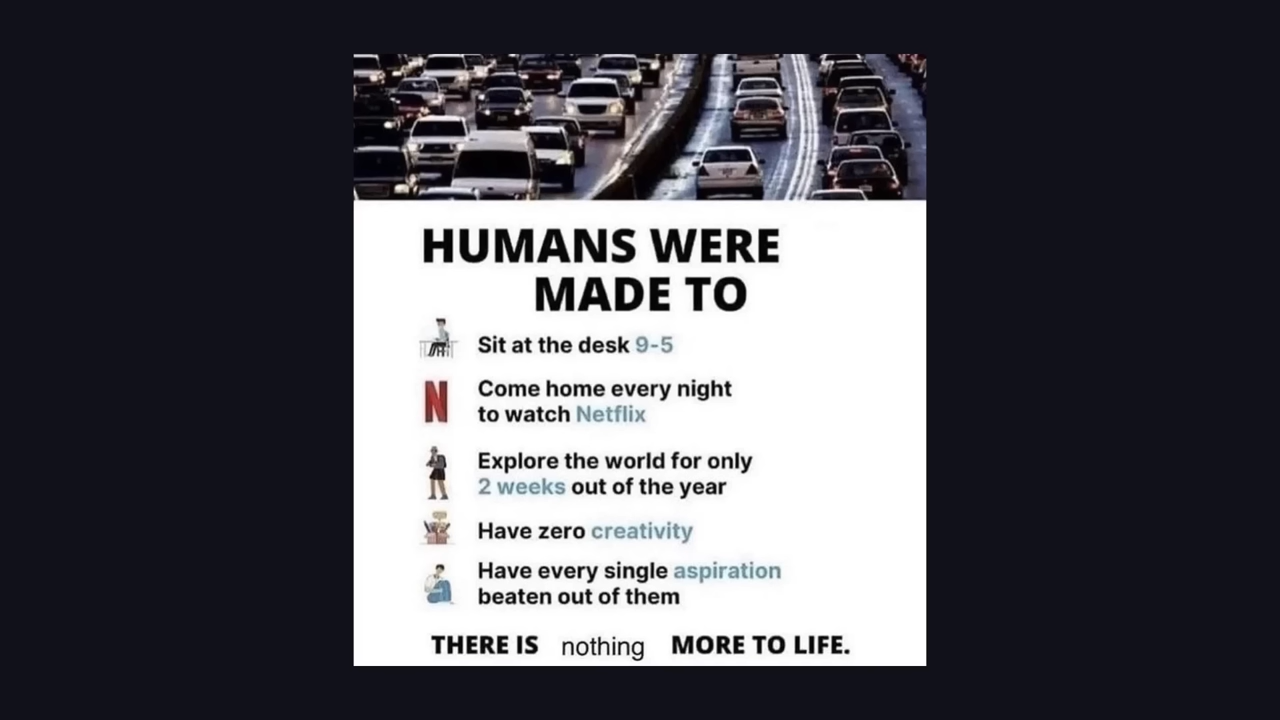 HUMANS WERE
MADE TO
Sit at the desk 9-5
N
Come home every night
to watch Netflix
Explore the world for only
2 weeks out of the year
Have zero creativity
Have every single aspiration
beaten out of them
THERE IS nothing MORE TO LIFE.